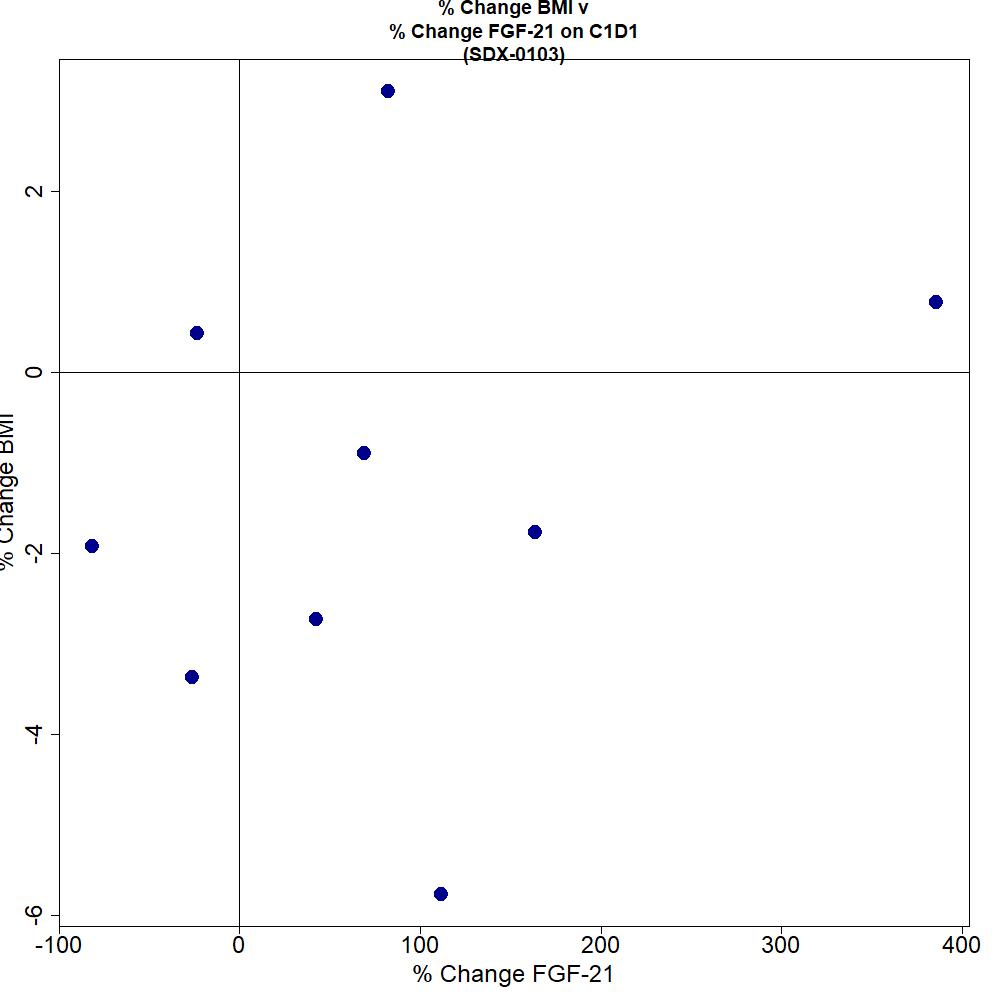 % Change BMI v
% Change FGF-21 on C1D1
(SDX-0103)
2
0
-2
-4
-6
% Change BMI
-100 0 100 200 300 400
% Change FGF-21